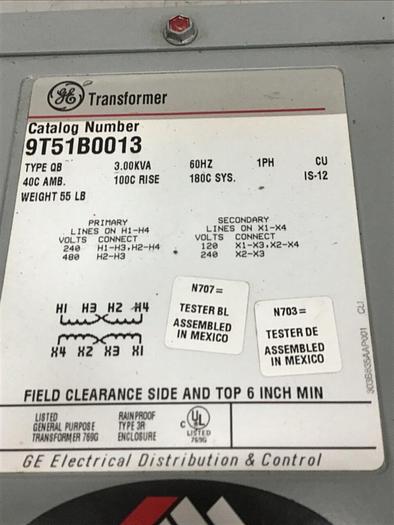 GE Transformer
Catalog Number
9T51B0013
TYPE QB 3.00KVA 60HZ 1PH CU
40C AMB. 100C RISE 180C SYS. IS-12
WEIGHT 55 LB
PRIMARY
LINES ON H1-H4
VOLTS CONNECT
240 H1-H3,H2-H4
480 H2-H3
SECONDARY
LINES ON X1-X4
VOLTS CONNECT
120 X1-X3,X2-X4
240 X2-X3
H1 H3 H2 H4
X4 X2 X3 X1
N707=
TESTER BL
ASSEMBLED
IN MEXICO
N703=
TESTER DE
ASSEMBLED
IN MEXICO
CLI
FIELD CLEARANCE SIDE AND TOP 6 INCH MIN
LISTED
GENERAL PURPOSE
TRANSFORMER 769G
RAINPROOF
TYPE 3R
ENCLOSURE
C UL
LISTED
769G
GE Electrical Distribution & Control